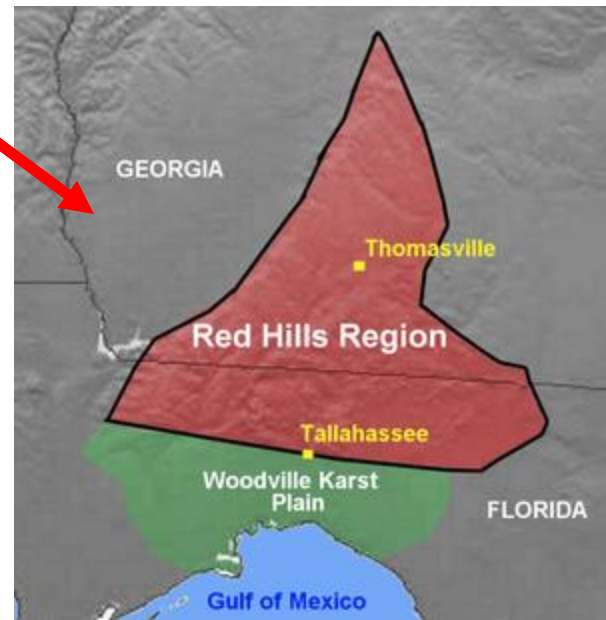 GEORGIA
Thomasville
Red Hills Region
Tallahassee
Woodville Karst
Plain
FLORIDA
Gulf of Mexico